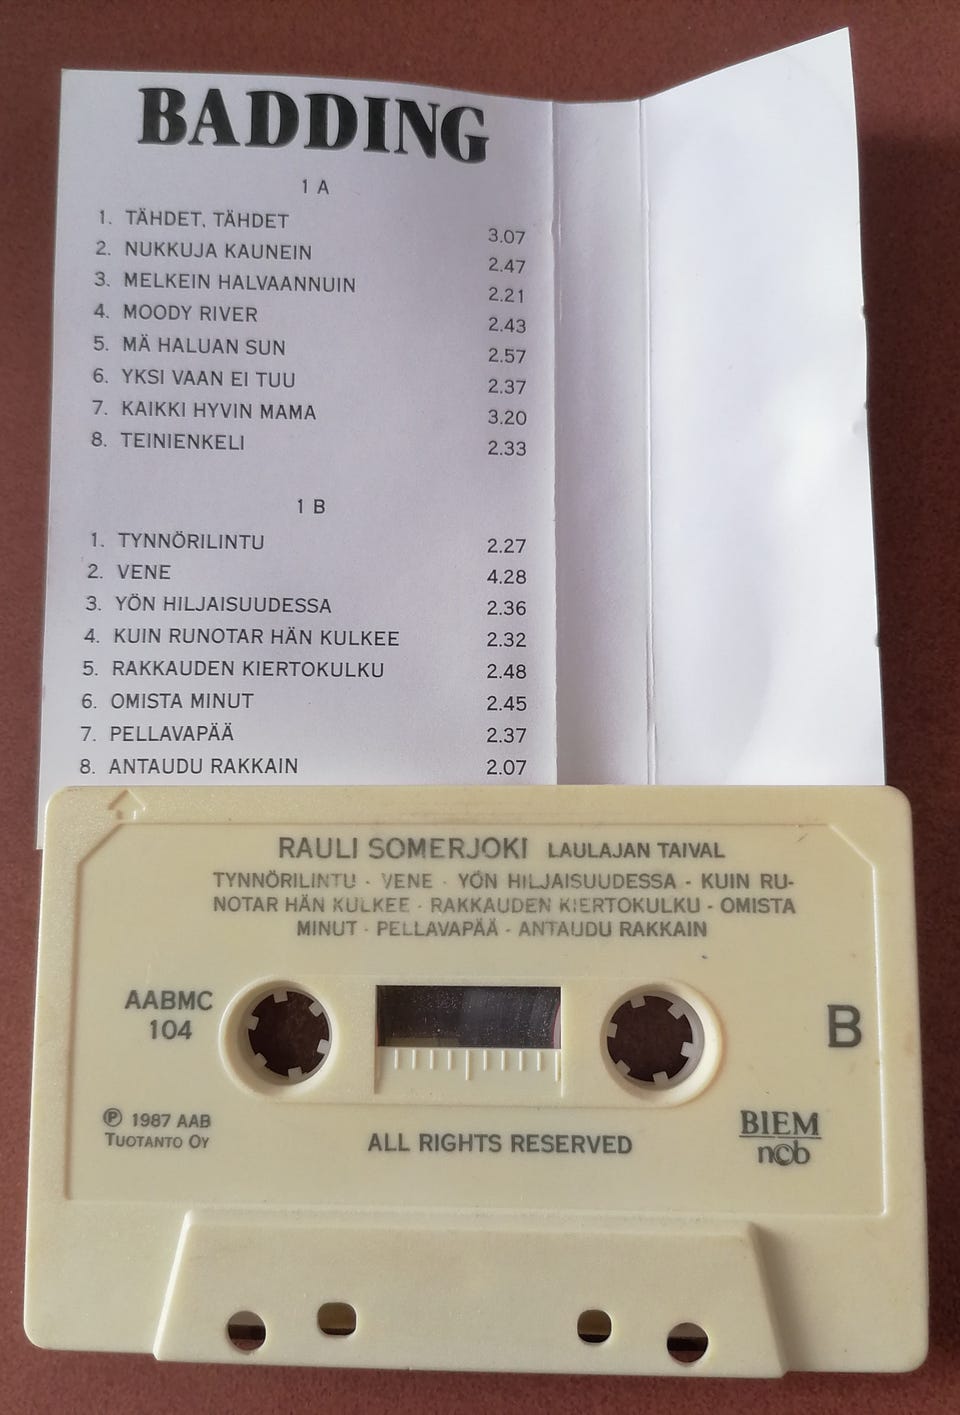 BADDING
1 A
1. TÄHDET, TÄHDET 3.07
2. NUKKUJA KAUNEIN 2.47
3. MELKEIN HALVAANNUIN 2.21
4. MOODY RIVER 2.43
5. MÄ HALUAN SUN 2.57
6. YKSI VAAN EI TUU 2.37
7. KAIKKI HYVIN MAMA 3.20
8. TEINIENKELI 2.33
1 B
1. TYNNÖRILINTU 2.27
2. VENE 4.28
3. YÖN HILJAISUUDESSA 2.36
4. KUIN RUNOTAR HÄN KULKEE 2.32
5. RAKKAUDEN KIERTOKULKU 2.48
6. OMISTA MINUT 2.45
7. PELLAVAPÄÄ 2.37
8. ANTAUDU RAKKAIN 2.07
RAULI SOMERJOKI LAULAJAN TAIVAL
TYNNÖRILINTU · VENE · YÖN HILJAISUUDESSA · KUIN RU-
NOTAR HÄN KULKEE · RAKKAUDEN KIERTOKULKU · OMISTA
MINUT · PELLAVAPÄÄ · ANTAUDU RAKKAIN
AABMC
104
B
℗ 1987 AAB
TUOTANTO OY
ALL RIGHTS RESERVED
BIEM
ncb